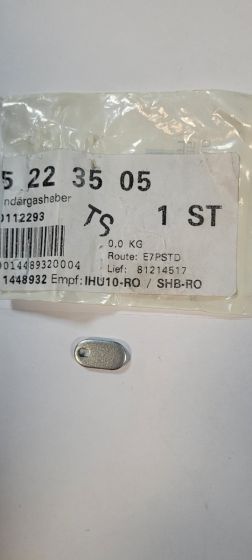 5 22 35 05
ndärgashaber
0112293
TS
1 ST
0,0 KG
Route: E7PSTD
0014489320004
Lief: 81214517
1448932 Empf: IHU10-RO / SHB-RO